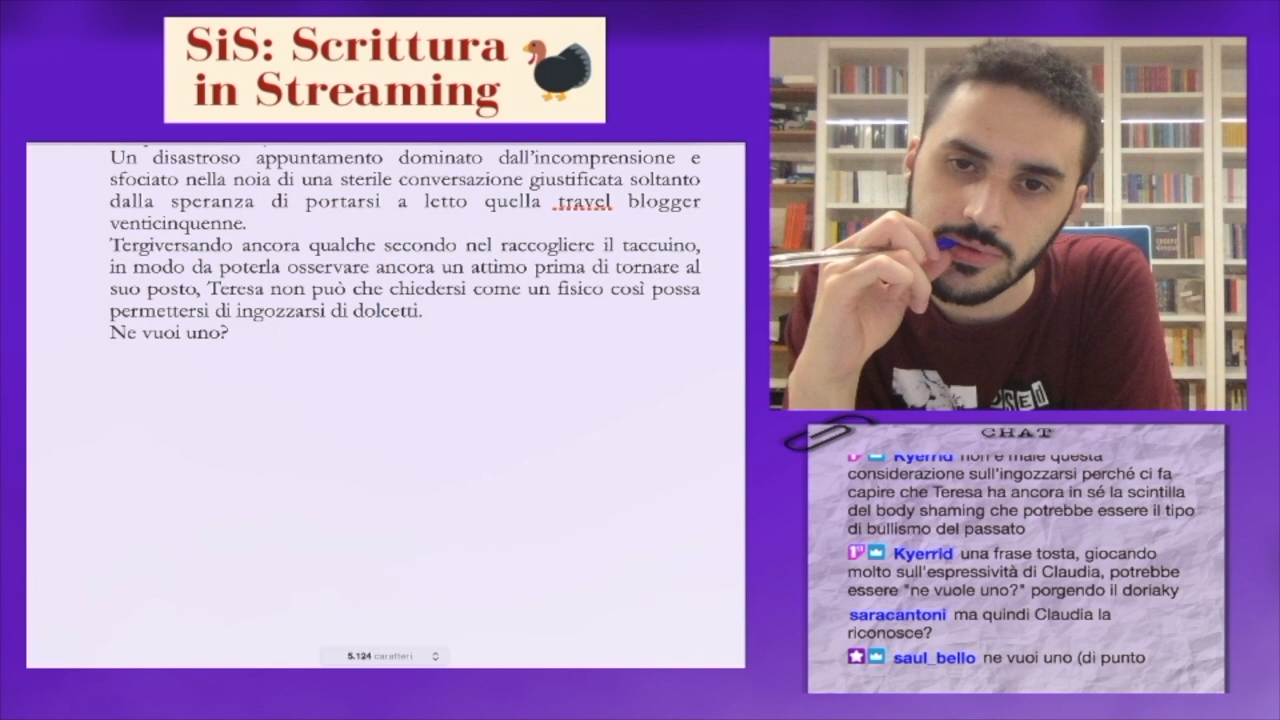 SiS: Scrittura
in Streaming
Un disastroso appuntamento dominato dall'incomprensione e
sfociato nella noia di una sterile conversazione giustificata soltanto
dalla speranza di portarsi a letto quella travel blogger
venticinquenne.
Tergiversando ancora qualche secondo nel raccogliere il taccuino,
in modo da poterla osservare ancora un attimo prima di tornare al
suo posto, Teresa non può che chiedersi come un fisico così possa
permettersi di ingozzarsi di dolcetti.
Ne vuoi uno?
5.124 caratteri
CHAT
Kyerrid non è male questa
considerazione sull'ingozzarsi perché ci fa
capire che Teresa ha ancora in sé la scintilla
del body shaming che potrebbe essere il tipo
di bullismo del passato
Kyerrid una frase tosta, giocando
molto sull'espressività di Claudia, potrebbe
essere "ne vuole uno?" porgendo il doriaky
saracantoni ma quindi Claudia la
riconosce?
saul_bello ne vuoi uno (di punto